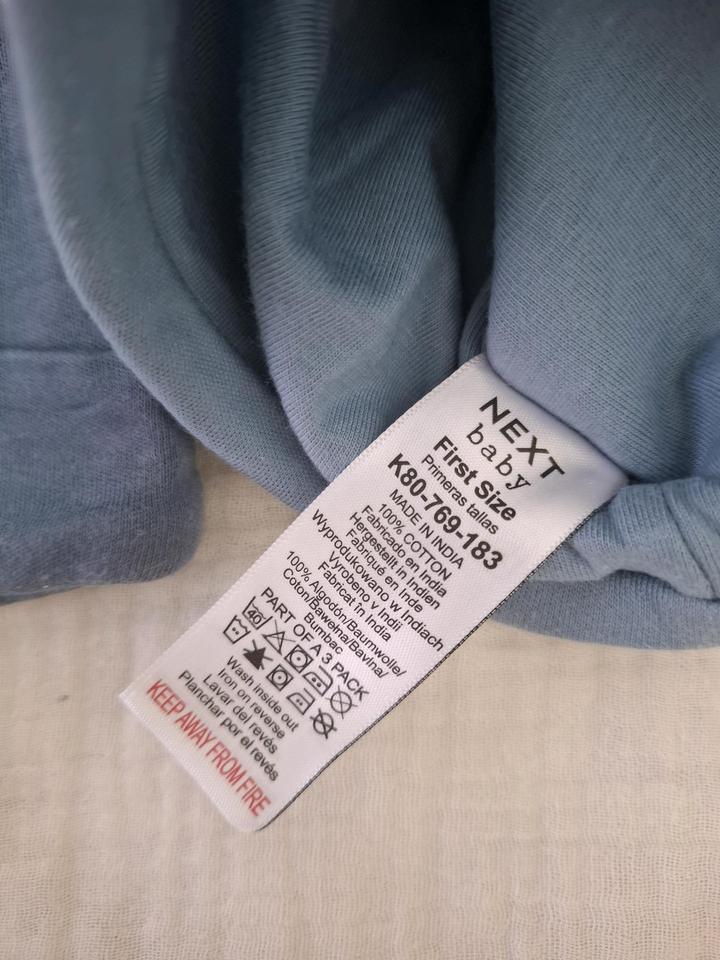 NEXT
baby
First Size
Primeras tallas
K80-769-183
MADE IN INDIA
100% COTTON
Fabricado en India
Hergestellt in Indien
Fabriqué en Inde
Wyprodukowano w Indiach
Vyrobeno v Indii
Fabricat în India
100% Algodón/Baumwolle/
Coton/Bawełna/Bavlna/
Bumbac
PART OF A 3 PACK
40
Wash inside out
Iron on reverse
Lavar del revés
Planchar por el revés
KEEP AWAY FROM FIRE